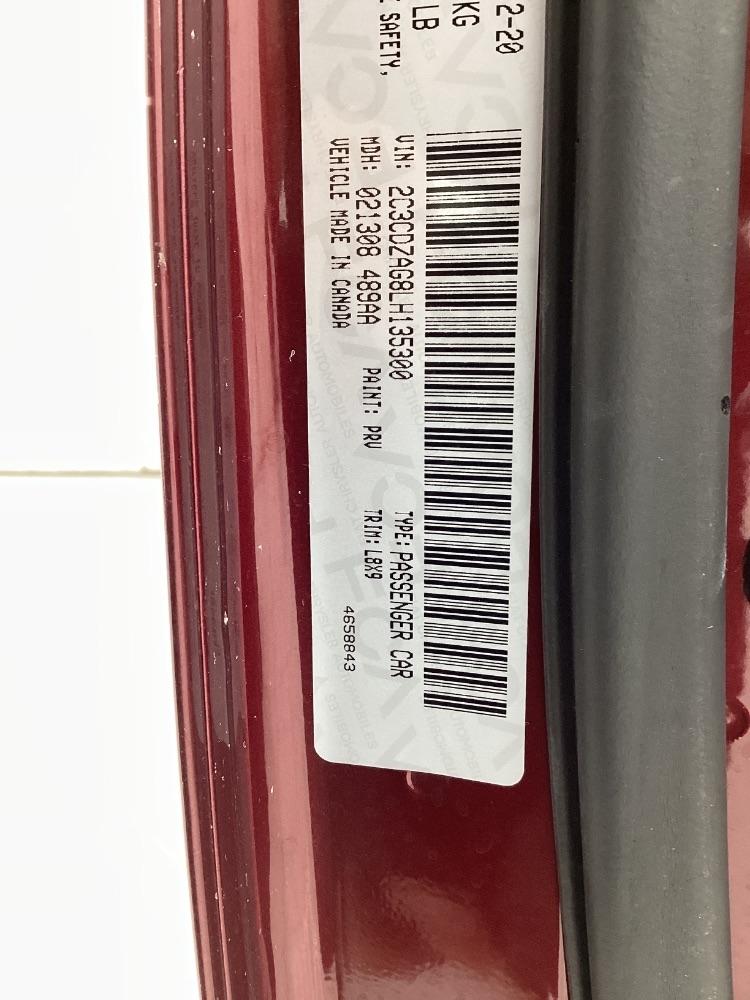 2-20
KG
LB
SAFETY,
VIN: 2C3CDZAG8LH135300 TYPE: PASSENGER CAR
MDH: 021308 489AA PAINT: PRV TRIM: L8X9
VEHICLE MADE IN CANADA 4658843